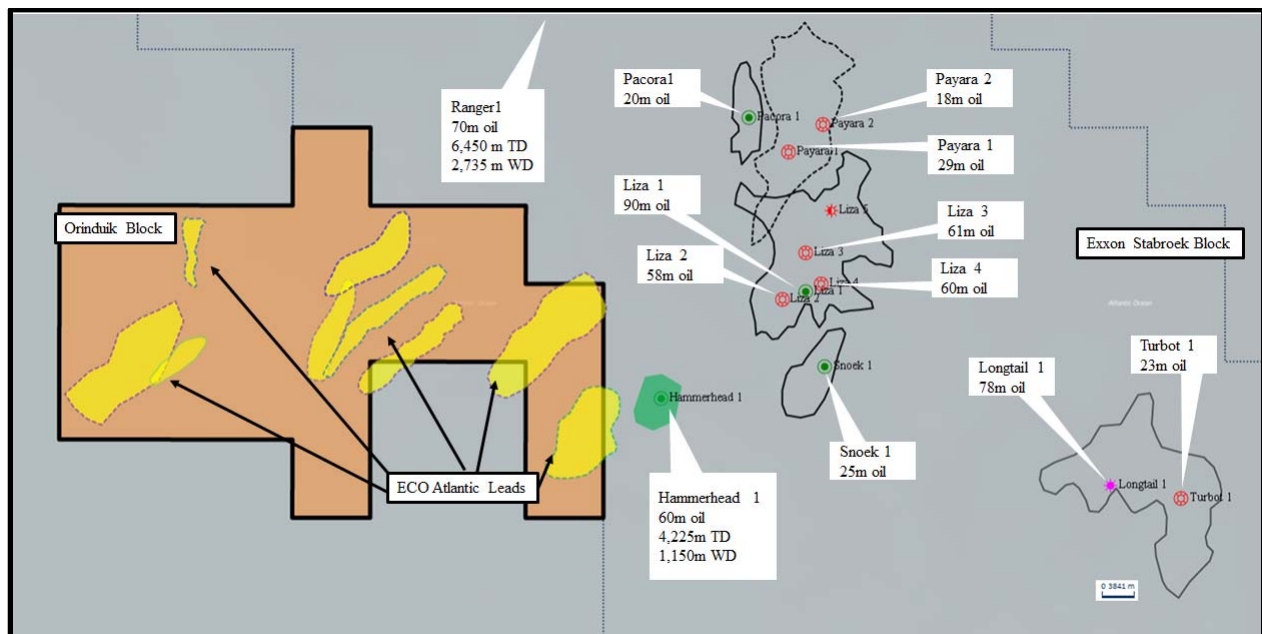 Ranger1
70m oil
6,450 m TD
2,735 m WD
Pacora1
20m oil
Pacora 1
Payara 2
18m oil
Payara 2
Payara 1
Payara 1
29m oil
Liza 1
90m oil
Liza 5
Liza 3
61m oil
Liza 3
Liza 2
58m oil
Liza 4
60m oil
Liza 4
Liza 1
Liza 2
Orinduik Block
Exxon Stabroek Block
Atlantic Ocean
Snoek 1
Snoek 1
25m oil
Hammerhead 1
Hammerhead 1
60m oil
4,225m TD
1,150m WD
ECO Atlantic Leads
Longtail 1
78m oil
Turbot 1
23m oil
Longtail 1
Turbot 1
0 3841 m